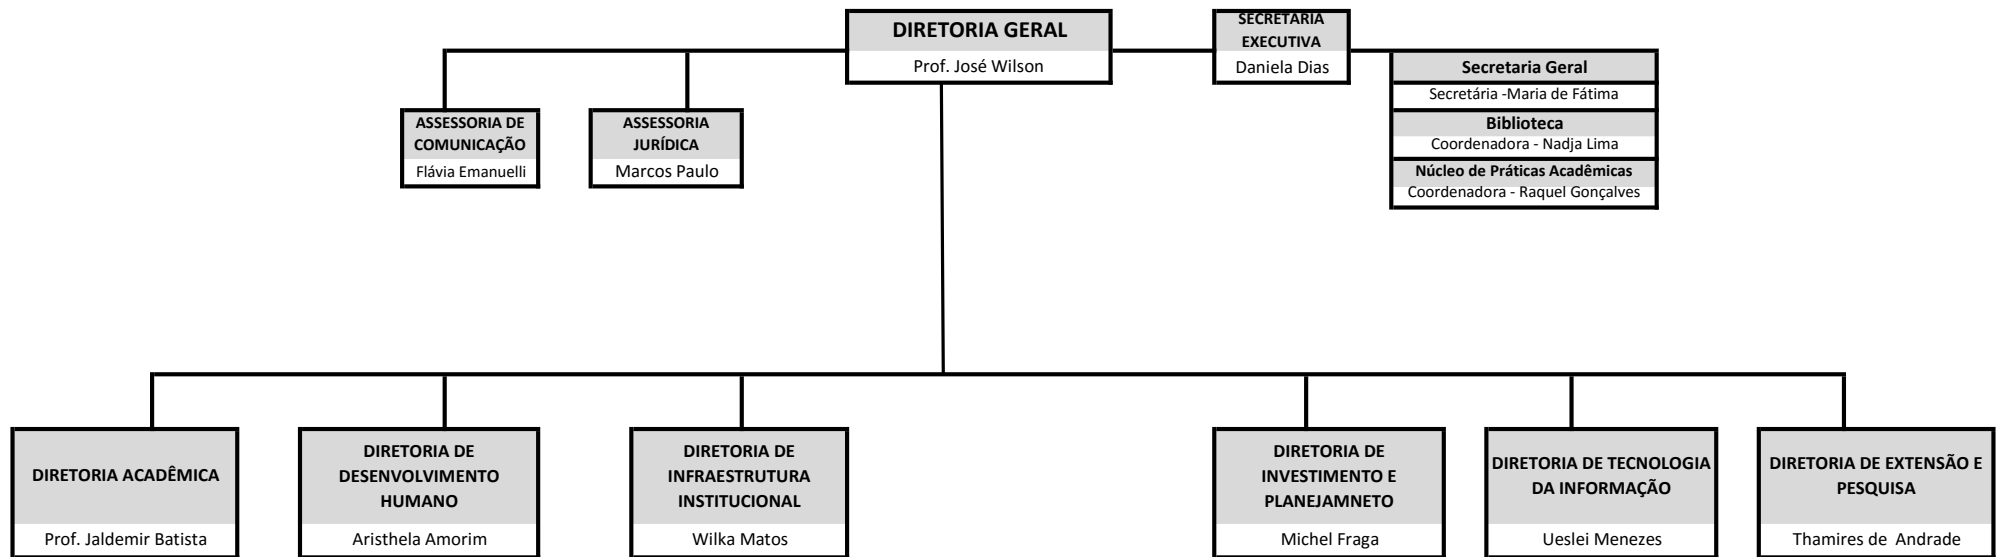 DIRETORIA GERAL
Prof. José Wilson
SECRETARIA
EXECUTIVA
Daniela Dias
Secretaria Geral
Secretária -Maria de Fátima
Biblioteca
Coordenadora - Nadja Lima
Núcleo de Práticas Acadêmicas
Coordenadora - Raquel Gonçalves
ASSESSORIA DE
COMUNICAÇÃO
Flávia Emanuelli
ASSESSORIA
JURÍDICA
Marcos Paulo
DIRETORIA ACADÊMICA
Prof. Jaldemir Batista
DIRETORIA DE
DESENVOLVIMENTO
HUMANO
Aristhela Amorim
DIRETORIA DE
INFRAESTRUTURA
INSTITUCIONAL
Wilka Matos
DIRETORIA DE
INVESTIMENTO E
PLANEJAMNETO
Michel Fraga
DIRETORIA DE TECNOLOGIA
DA INFORMAÇÃO
Ueslei Menezes
DIRETORIA DE EXTENSÃO E
PESQUISA
Thamires de  Andrade